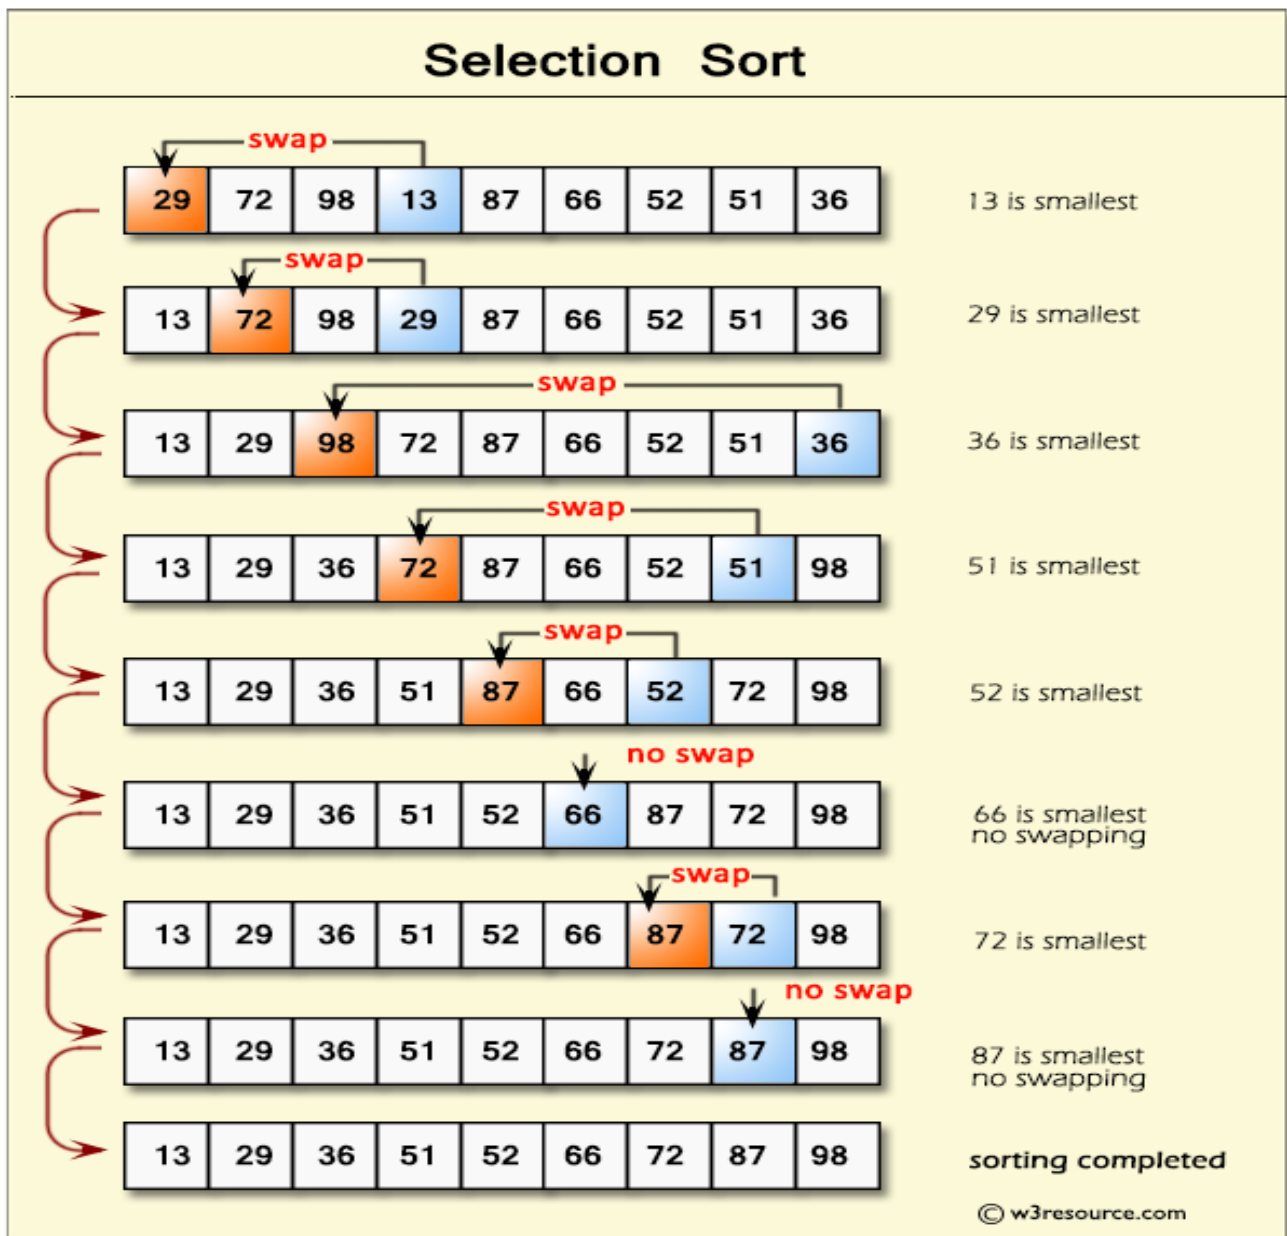 Selection Sort
swap
29 72 98 13 87 66 52 51 36
13 is smallest
swap
13 72 98 29 87 66 52 51 36
29 is smallest
swap
13 29 98 72 87 66 52 51 36
36 is smallest
swap
13 29 36 72 87 66 52 51 98
51 is smallest
swap
13 29 36 51 87 66 52 72 98
52 is smallest
no swap
13 29 36 51 52 66 87 72 98
66 is smallest
no swapping
swap
13 29 36 51 52 66 87 72 98
72 is smallest
no swap
13 29 36 51 52 66 72 87 98
87 is smallest
no swapping
13 29 36 51 52 66 72 87 98
sorting completed
© w3resource.com